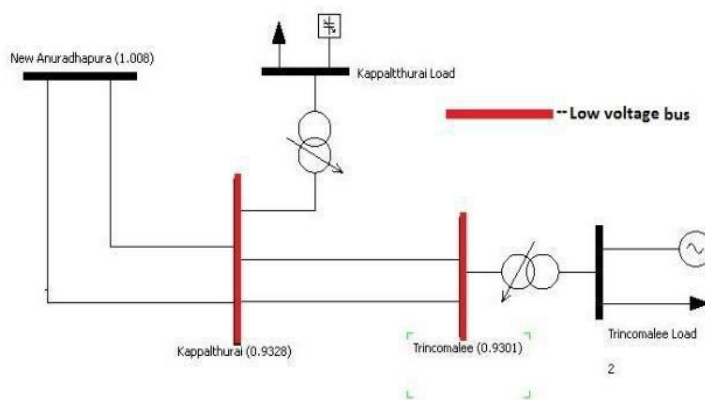 New Anuradhapura (1.008)
Kappaltthurai Load
--Low voltage bus
Kappalthurai (0.9328)
Trincomalee (0.9301)
Trincomalee Load
2